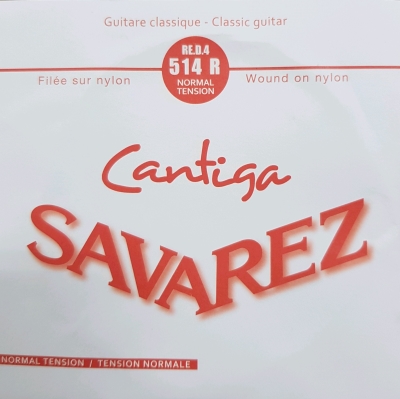 Guitare classique - Classic guitar
RE.D.4
514 R
NORMAL
TENSION
Filée sur nylon
Wound on nylon
Cantiga
SAVAREZ
NORMAL TENSION / TENSION NORMALE